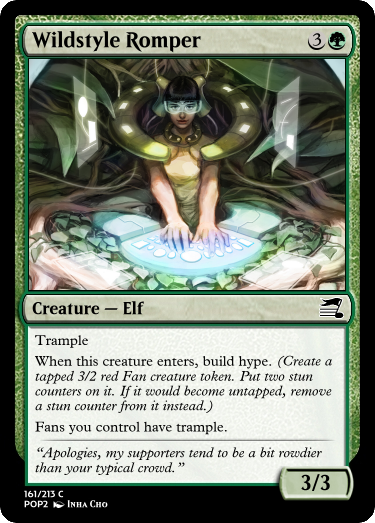 Wildstyle Romper 3
Creature — Elf
Trample
When this creature enters, build hype. (Create a
tapped 3/2 red Fan creature token. Put two stun
counters on it. If it would become untapped, remove
a stun counter from it instead.)
Fans you control have trample.
“Apologies, my supporters tend to be a bit rowdier
than your typical crowd.”
3/3
161/213 C
POP2 Inha Cho